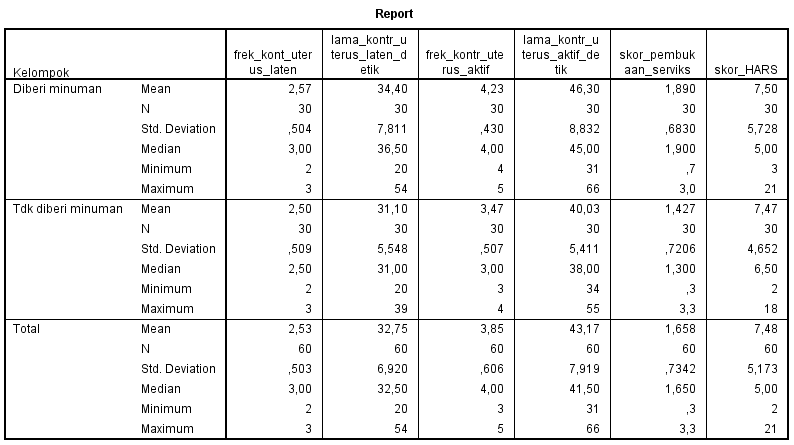 Report
Kelompok frek_kont_uterus_laten lama_kontr_uterus_laten_detik frek_kontr_uterus_aktif lama_kontr_uterus_aktif_detik skor_pembukaan_serviks skor_HARS
Diberi minuman Mean 2,57 34,40 4,23 46,30 1,890 7,50
N 30 30 30 30 30 30
Std. Deviation ,504 7,811 ,430 8,832 ,6830 5,728
Median 3,00 36,50 4,00 45,00 1,900 5,00
Minimum 2 20 4 31 ,7 3
Maximum 3 54 5 66 3,0 21
Tdk diberi minuman Mean 2,50 31,10 3,47 40,03 1,427 7,47
N 30 30 30 30 30 30
Std. Deviation ,509 5,548 ,507 5,411 ,7206 4,652
Median 2,50 31,00 3,00 38,00 1,300 6,50
Minimum 2 20 3 34 ,3 2
Maximum 3 39 4 55 3,3 18
Total Mean 2,53 32,75 3,85 43,17 1,658 7,48
N 60 60 60 60 60 60
Std. Deviation ,503 6,920 ,606 7,919 ,7342 5,173
Median 3,00 32,50 4,00 41,50 1,650 5,00
Minimum 2 20 3 31 ,3 2
Maximum 3 54 5 66 3,3 21